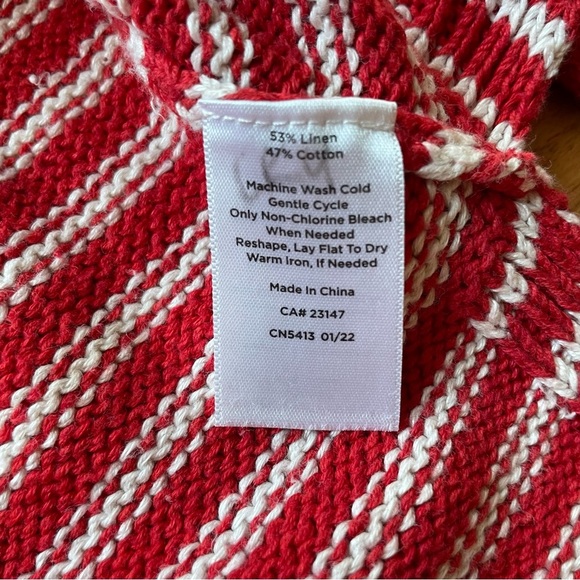 53% Linen
47% Cotton
Machine Wash Cold
Gentle Cycle
Only Non-Chlorine Bleach
When Needed
Reshape, Lay Flat To Dry
Warm Iron, If Needed
Made In China
CA# 23147
CN5413 01/22